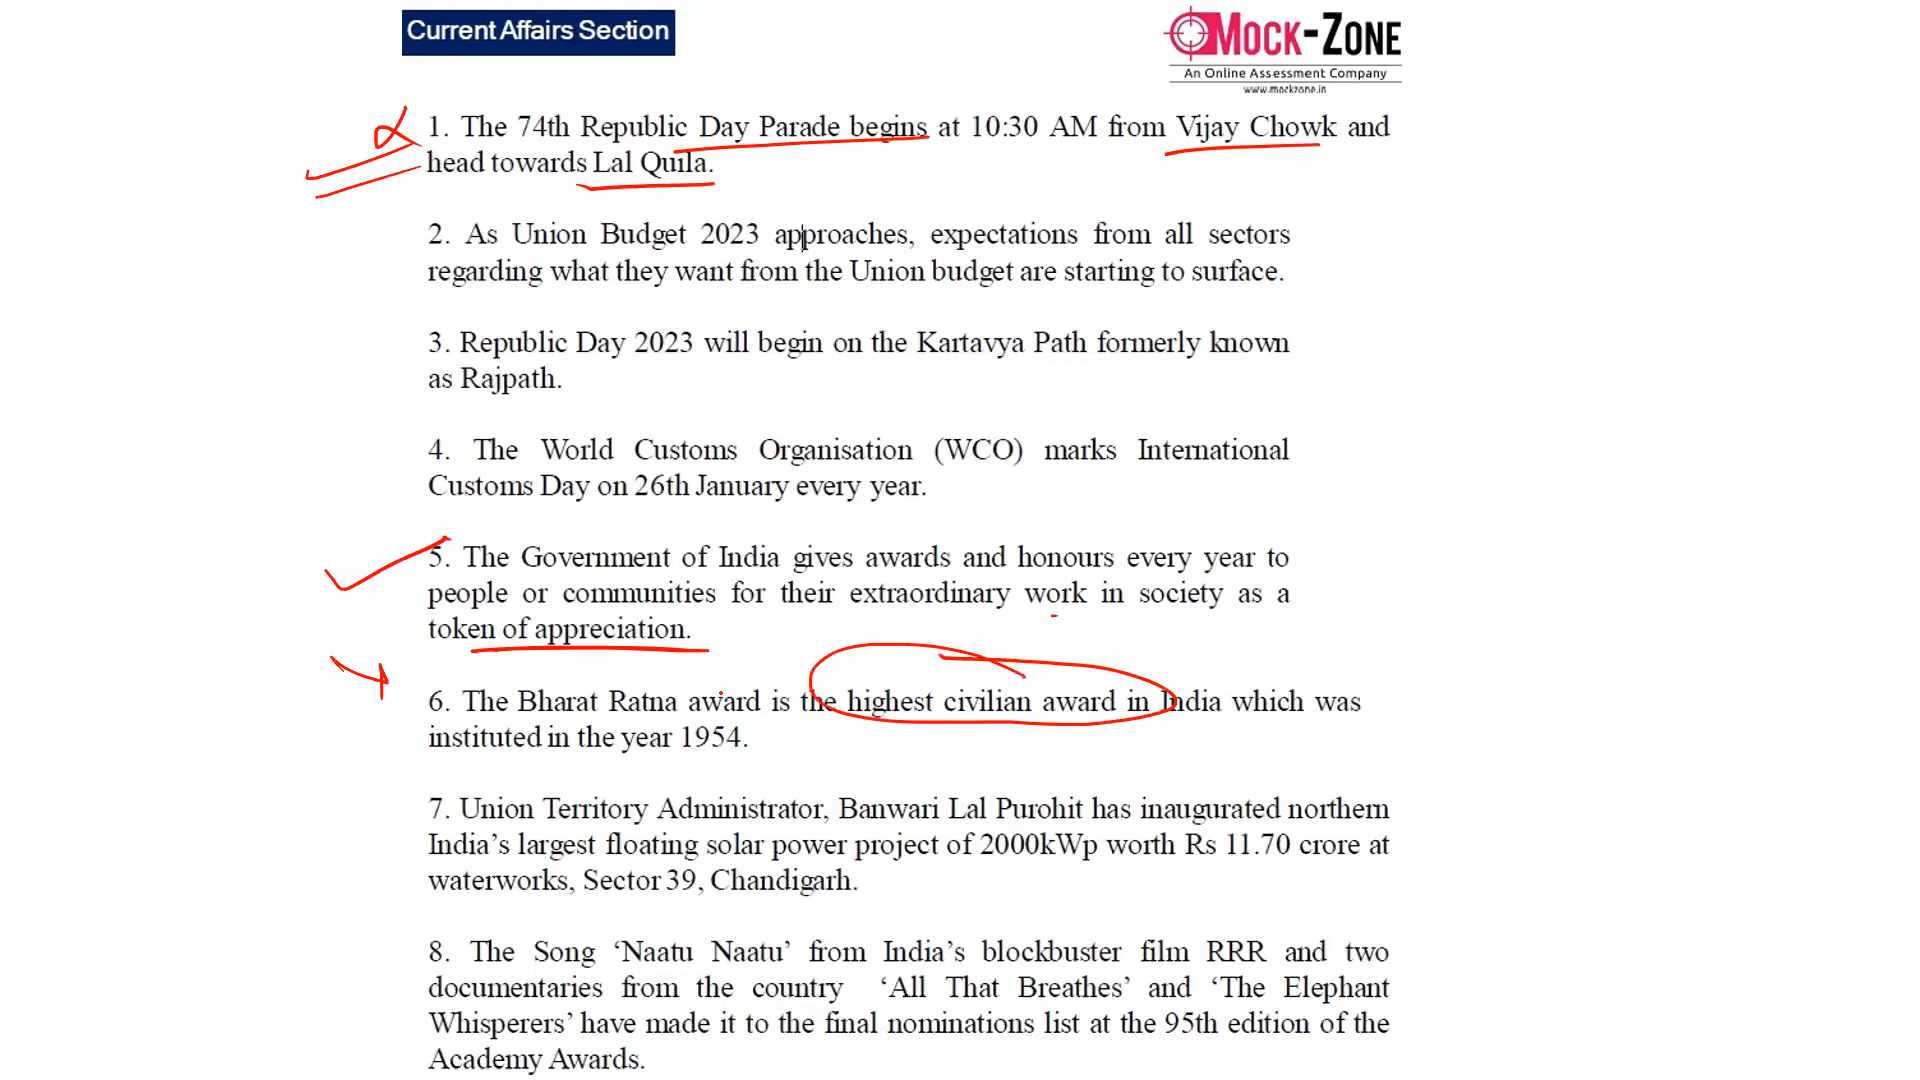 Current Affairs Section
MOCK-ZONE
An Online Assessment Company
www.mockzone.in
1. The 74th Republic Day Parade begins at 10:30 AM from Vijay Chowk and
head towards Lal Quila.
2. As Union Budget 2023 approaches, expectations from all sectors
regarding what they want from the Union budget are starting to surface.
3. Republic Day 2023 will begin on the Kartavya Path formerly known
as Rajpath.
4. The World Customs Organisation (WCO) marks International
Customs Day on 26th January every year.
5. The Government of India gives awards and honours every year to
people or communities for their extraordinary work in society as a
token of appreciation.
6. The Bharat Ratna award is the highest civilian award in India which was
instituted in the year 1954.
7. Union Territory Administrator, Banwari Lal Purohit has inaugurated northern
India’s largest floating solar power project of 2000kWp worth Rs 11.70 crore at
waterworks, Sector 39, Chandigarh.
8. The Song ‘Naatu Naatu’ from India’s blockbuster film RRR and two
documentaries from the country ‘All That Breathes’ and ‘The Elephant
Whisperers’ have made it to the final nominations list at the 95th edition of the
Academy Awards.